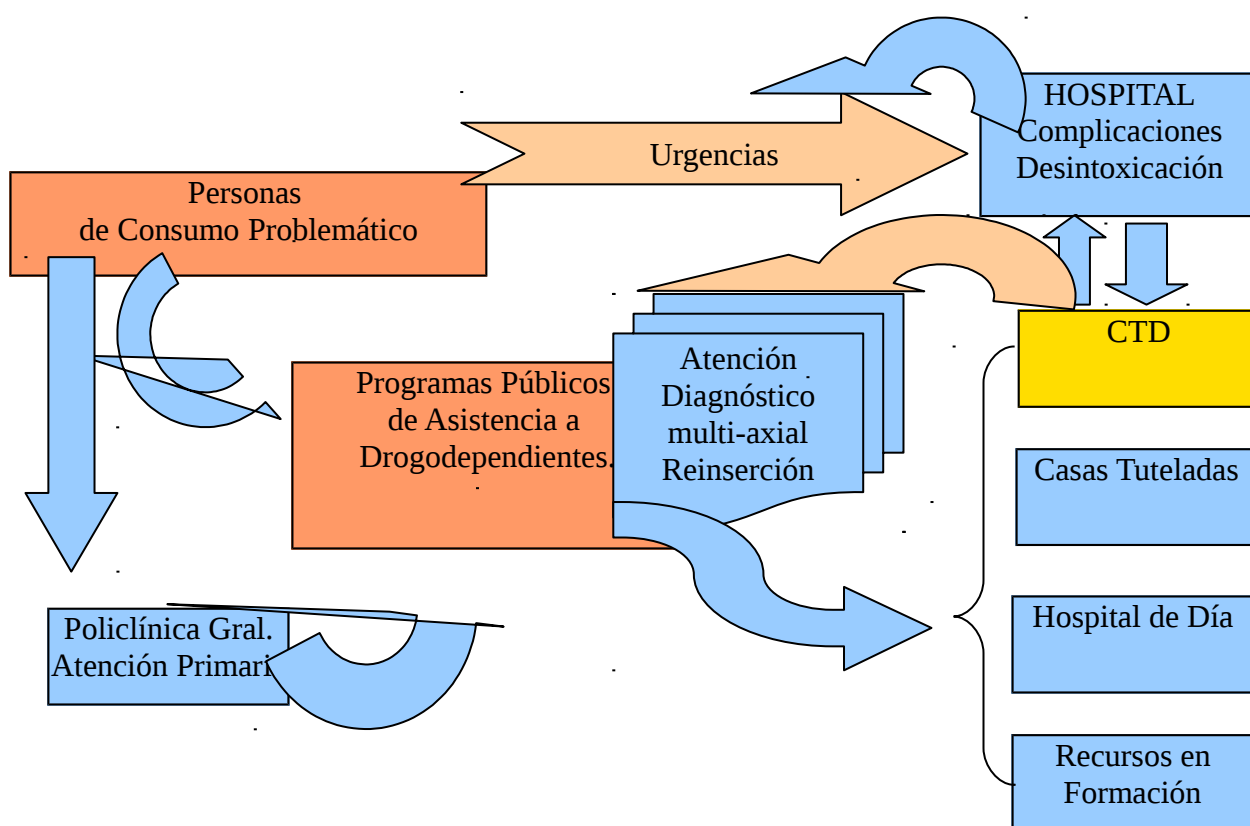 HOSPITAL
Complicaciones
Desintoxicación
Urgencias
Personas
de Consumo Problemático
CTD
Programas Públicos
de Asistencia a
Drogodependientes.
Atención
Diagnóstico
multi-axial
Reinserción
Casas Tuteladas
Hospital de Día
Policlínica Gral.
Atención Primari
Recursos en
Formación